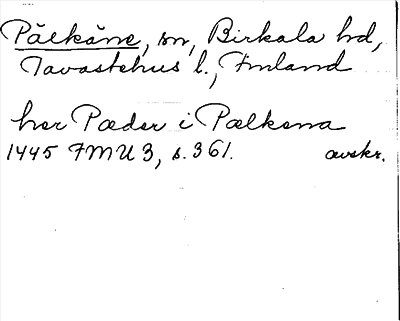 Pälkäne, sn, Birkala hd,
Tavastehus l., Finland
her Pæder i Pælkena
1445 FMU 3, s. 361. avskr.